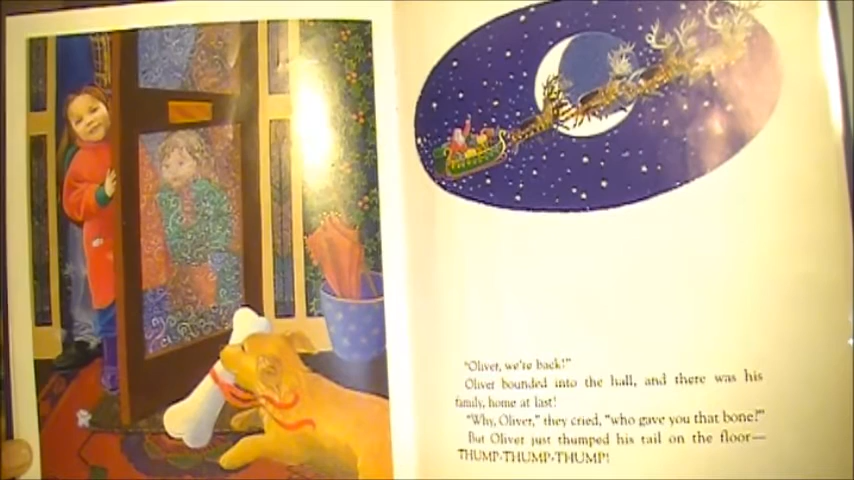 "Oliver, we're back!"
Oliver bounded into the hall, and there was his
family, home at last!
"Why, Oliver," they cried, "who gave you that bone?"
But Oliver just thumped his tail on the floor—
THUMP-THUMP-THUMP!